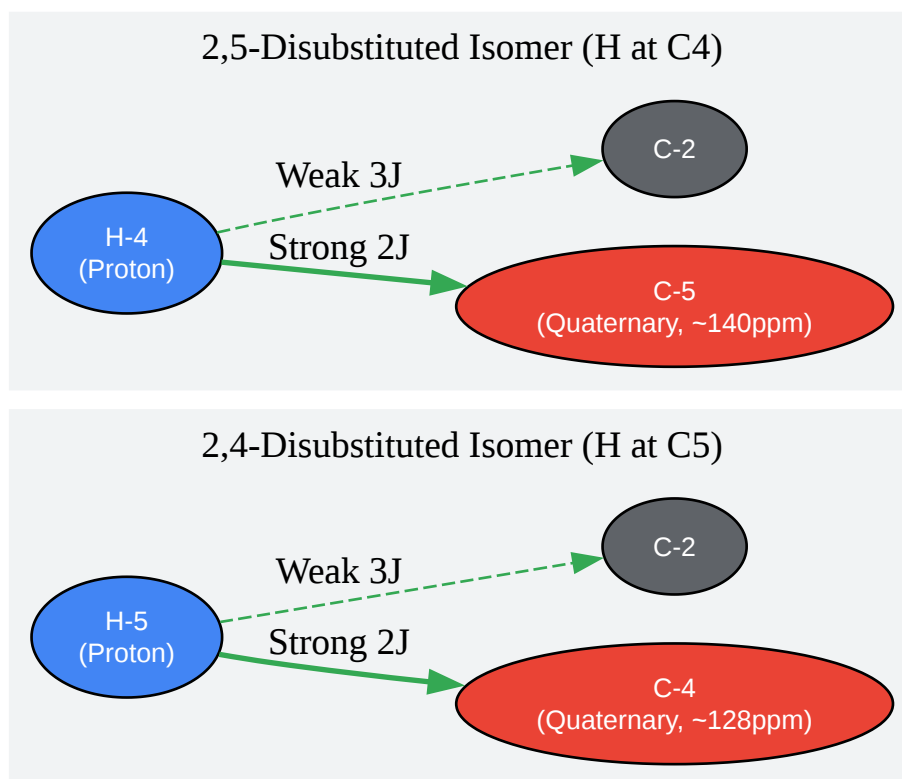 2,5-Disubstituted Isomer (H at C4)
C-2
Weak 3J
H-4
(Proton)
Strong 2J
C-5
(Quaternary, ~140ppm)
2,4-Disubstituted Isomer (H at C5)
C-2
Weak 3J
H-5
(Proton)
Strong 2J
C-4
(Quaternary, ~128ppm)